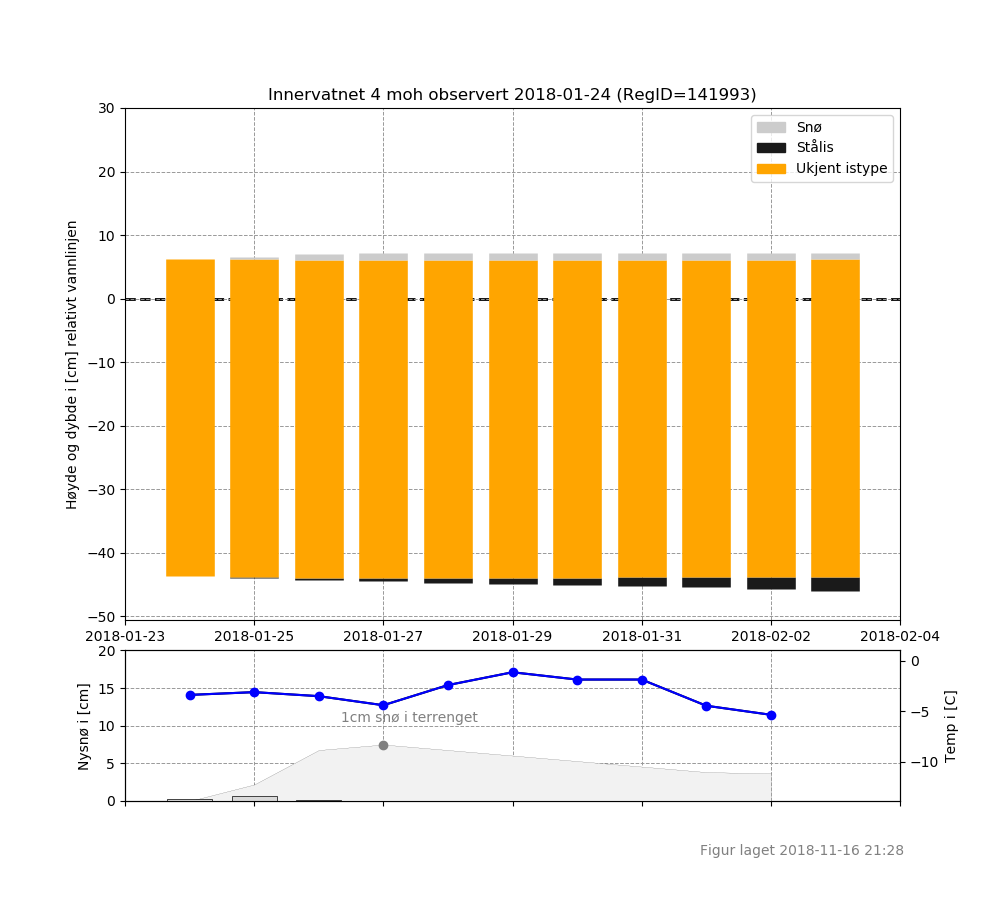 Innervatnet 4 moh observert 2018-01-24 (RegID=141993)
Snø
Stålis
Ukjent istype
Høyde og dybde i [cm] relativt vannlinjen
30
20
10
0
−10
−20
−30
−40
−50
2018-01-23 2018-01-25 2018-01-27 2018-01-29 2018-01-31 2018-02-02 2018-02-04
Nysnø i [cm]
20
15
10
5
0
1cm snø i terrenget
0
−5
−10
Temp i [C]
Figur laget 2018-11-16 21:28